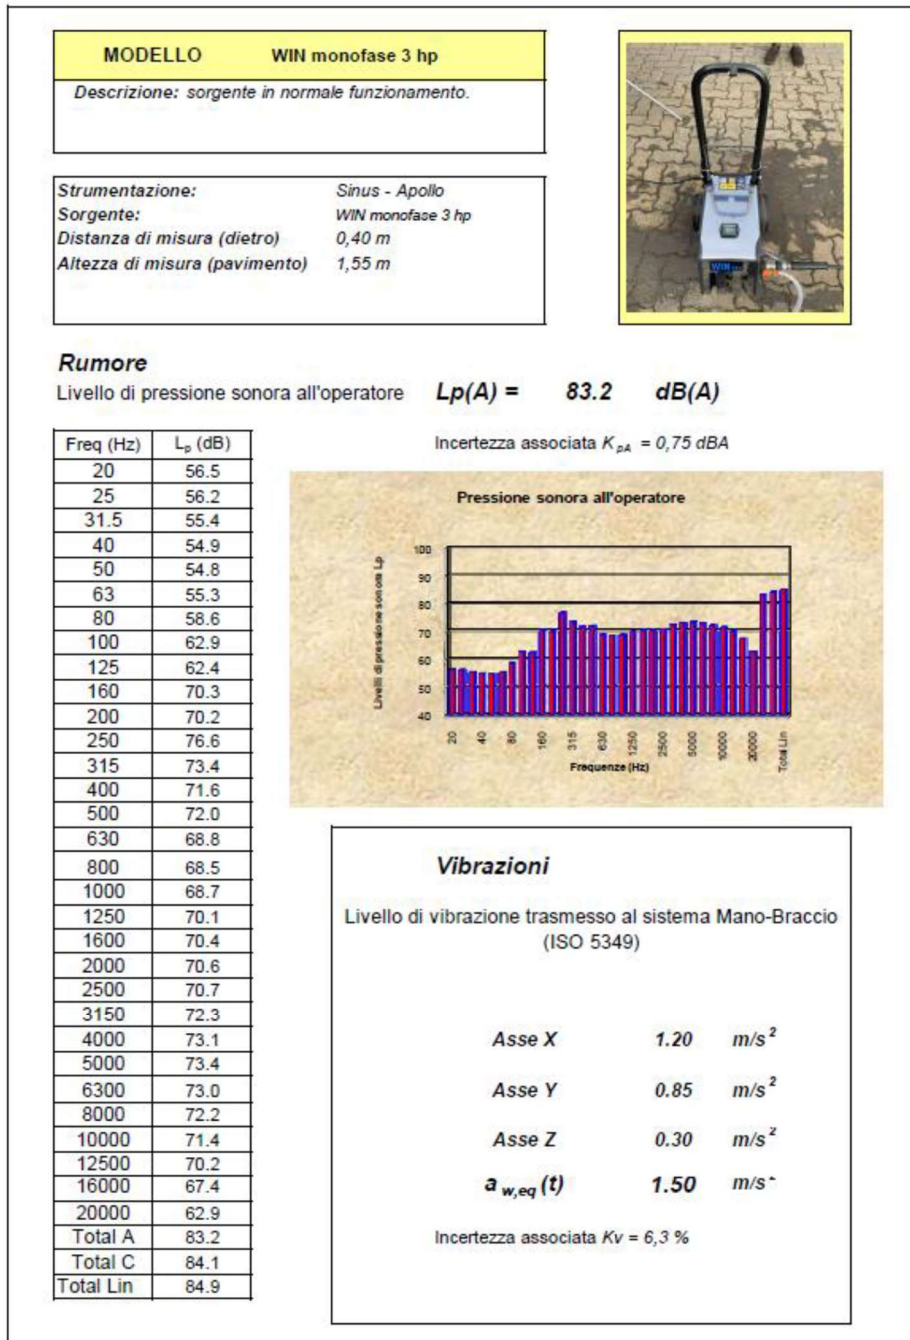 MODELLO WIN monofase 3 hp
Descrizione: sorgente in normale funzionamento.
Strumentazione: Sinus - Apollo
Sorgente: WIN monofase 3 hp
Distanza di misura (dietro) 0,40 m
Altezza di misura (pavimento) 1,55 m
WIN
Rumore
Livello di pressione sonora all'operatore Lp(A) = 83.2 dB(A)
Incertezza associata K pA = 0,75 dBA
Freq (Hz) Lp (dB)
20 56.5
25 56.2
31.5 55.4
40 54.9
50 54.8
63 55.3
80 58.6
100 62.9
125 62.4
160 70.3
200 70.2
250 76.6
315 73.4
400 71.6
500 72.0
630 68.8
800 68.5
1000 68.7
1250 70.1
1600 70.4
2000 70.6
2500 70.7
3150 72.3
4000 73.1
5000 73.4
6300 73.0
8000 72.2
10000 71.4
12500 70.2
16000 67.4
20000 62.9
Total A 83.2
Total C 84.1
Total Lin 84.9
Pressione sonora all'operatore
Livelli di pressione sonora Lp
100
90
80
70
60
50
40
20 40 80 160 315 630 1250 2500 5000 10000 20000 Total Lin
Frequenze (Hz)
Vibrazioni
Livello di vibrazione trasmesso al sistema Mano-Braccio
(ISO 5349)
Asse X 1.20 m/s²
Asse Y 0.85 m/s²
Asse Z 0.30 m/s²
a w,eq (t) 1.50 m/s²
Incertezza associata Kv = 6,3 %